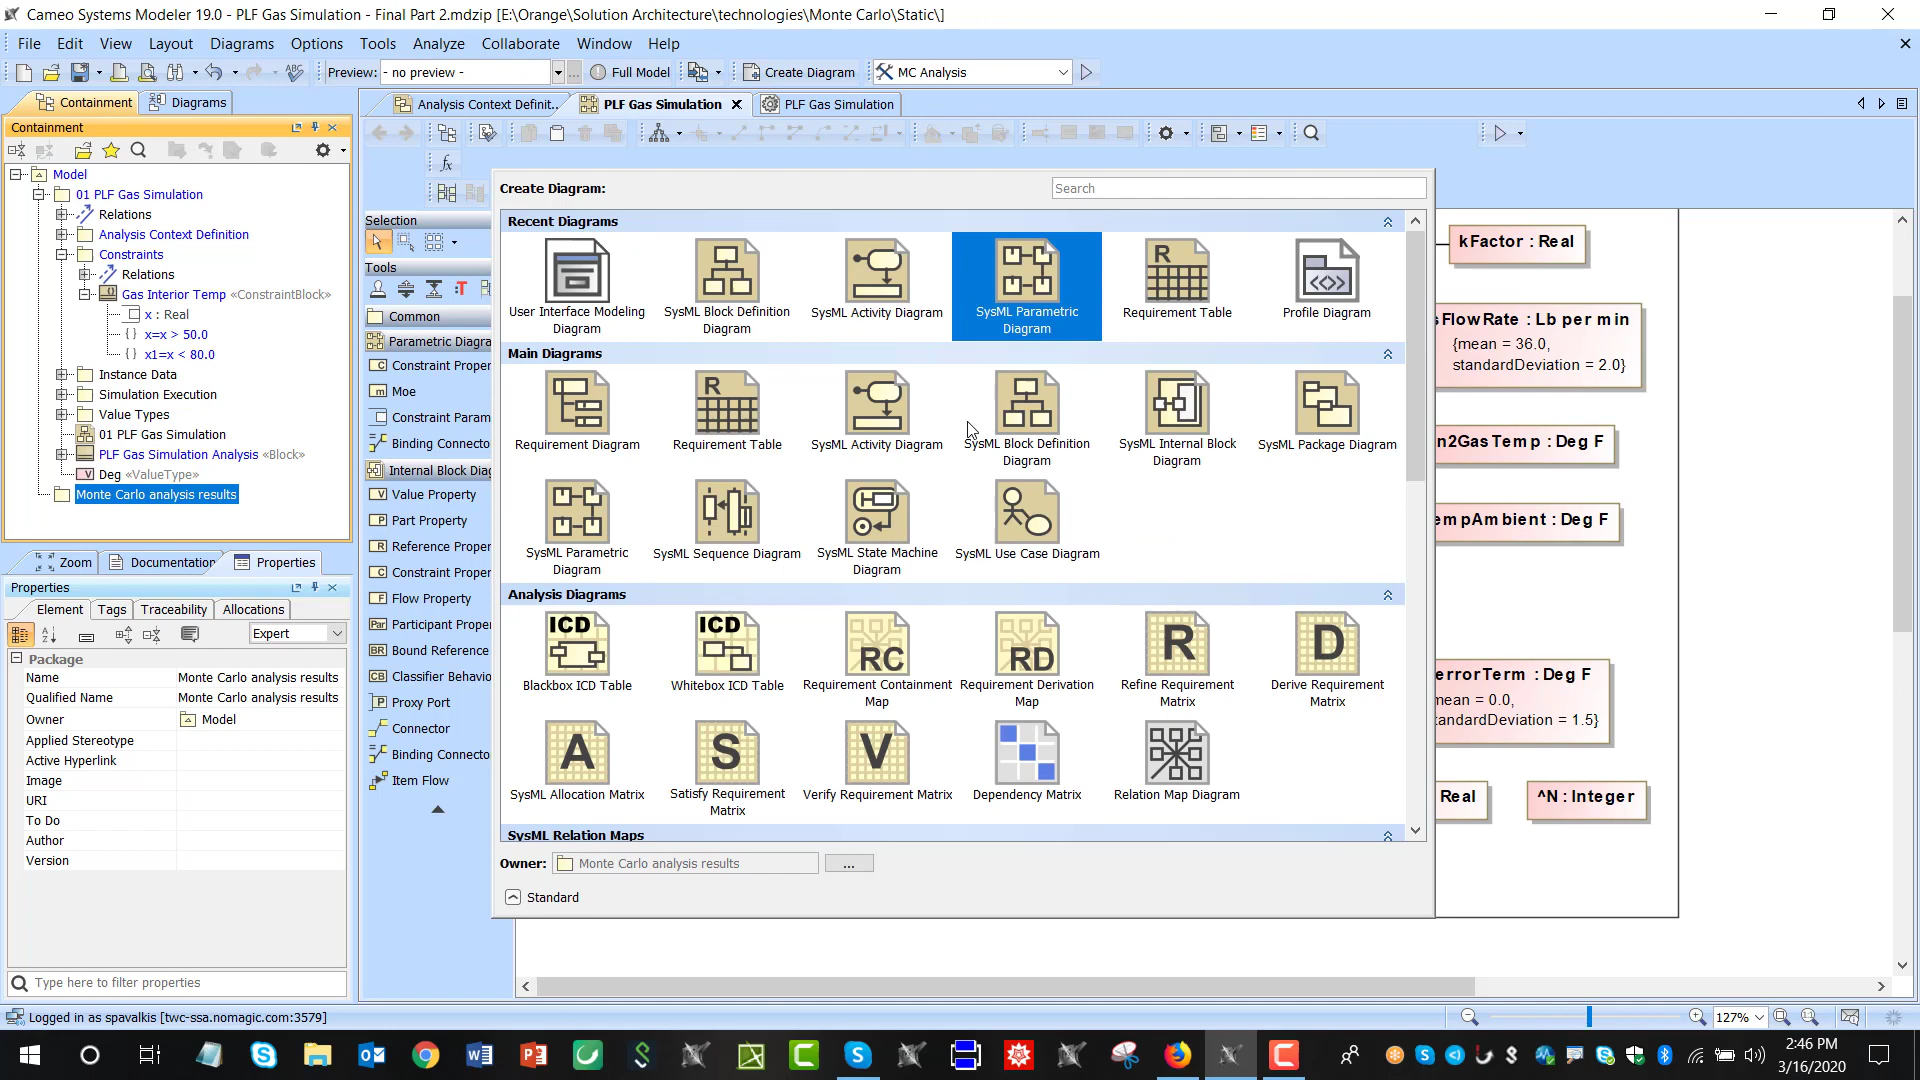 Cameo Systems Modeler 19.0 - PLF Gas Simulation - Final Part 2.mdzip [E:\Orange\Solution Architecture\technologies\Monte Carlo\Static\]
File Edit View Layout Diagrams Options Tools Analyze Collaborate Window Help
Preview: - no preview - ... Full Model Create Diagram MC Analysis
Containment Diagrams
Analysis Context Definit... PLF Gas Simulation PLF Gas Simulation
Containment
Model
01 PLF Gas Simulation
Relations
Analysis Context Definition
Constraints
Relations
Gas Interior Temp «ConstraintBlock»
x : Real
{} x=x > 50.0
{} x1=x < 80.0
Instance Data
Simulation Execution
Value Types
01 PLF Gas Simulation
PLF Gas Simulation Analysis «Block»
V Deg «ValueType»
Monte Carlo analysis results
Zoom Documentation Properties
Properties
Element Tags Traceability Allocations
Expert
Package
Name Monte Carlo analysis results
Qualified Name Monte Carlo analysis results
Owner Model
Applied Stereotype
Active Hyperlink
Image
URI
To Do
Author
Version
Type here to filter properties
fx
Selection
Tools
Common
Parametric Diagra
C Constraint Proper
m Moe
Constraint Param
Binding Connecto
Internal Block Diag
V Value Property
P Part Property
R Reference Proper
C Constraint Proper
F Flow Property
Par Participant Prope
BR Bound Reference
CB Classifier Behavio
Proxy Port
Connector
Binding Connecto
Item Flow
Create Diagram:
Search
Recent Diagrams
User Interface Modeling Diagram
SysML Block Definition Diagram
SysML Activity Diagram
SysML Parametric Diagram
R
Requirement Table
Profile Diagram
Main Diagrams
Requirement Diagram
R
Requirement Table
SysML Activity Diagram
SysML Block Definition Diagram
SysML Internal Block Diagram
SysML Package Diagram
SysML Parametric Diagram
SysML Sequence Diagram
SysML State Machine Diagram
SysML Use Case Diagram
Analysis Diagrams
ICD
Blackbox ICD Table
ICD
Whitebox ICD Table
RC
Requirement Containment Map
RD
Requirement Derivation Map
R
Refine Requirement Matrix
D
Derive Requirement Matrix
A
SysML Allocation Matrix
S
Satisfy Requirement Matrix
V
Verify Requirement Matrix
Dependency Matrix
Relation Map Diagram
SysML Relation Maps
Owner: Monte Carlo analysis results ...
Standard
kFactor : Real
sFlowRate : Lb per min
{mean = 36.0,
standardDeviation = 2.0}
n2GasTemp : Deg F
empAmbient : Deg F
errorTerm : Deg F
mean = 0.0,
tandardDeviation = 1.5}
Real
^N : Integer
Logged in as spavalkis [twc-ssa.nomagic.com:3579]
127%
2:46 PM
3/16/2020